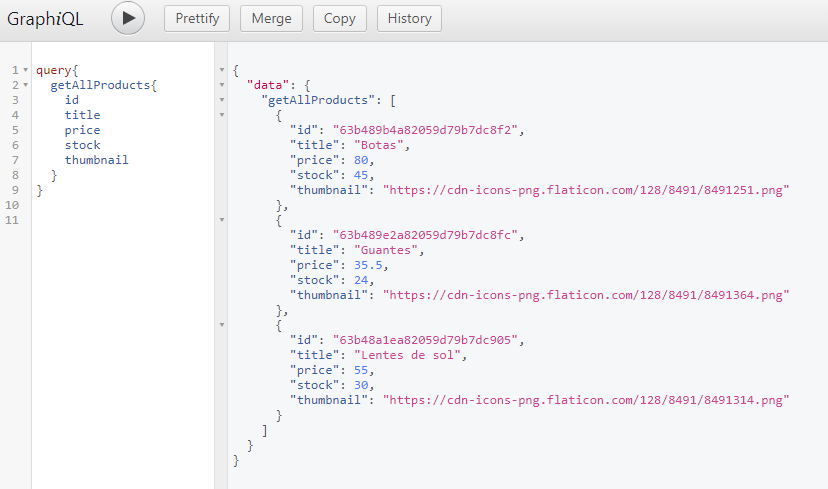 GraphiQL Prettify Merge Copy History
1 query{
2 getAllProducts{
3 id
4 title
5 price
6 stock
7 thumbnail
8 }
9 }
10
11
{
"data": {
"getAllProducts": [
{
"id": "63b489b4a82059d79b7dc8f2",
"title": "Botas",
"price": 80,
"stock": 45,
"thumbnail": "https://cdn-icons-png.flaticon.com/128/8491/8491251.png"
},
{
"id": "63b489e2a82059d79b7dc8fc",
"title": "Guantes",
"price": 35.5,
"stock": 24,
"thumbnail": "https://cdn-icons-png.flaticon.com/128/8491/8491364.png"
},
{
"id": "63b48a1ea82059d79b7dc905",
"title": "Lentes de sol",
"price": 55,
"stock": 30,
"thumbnail": "https://cdn-icons-png.flaticon.com/128/8491/8491314.png"
}
]
}
}